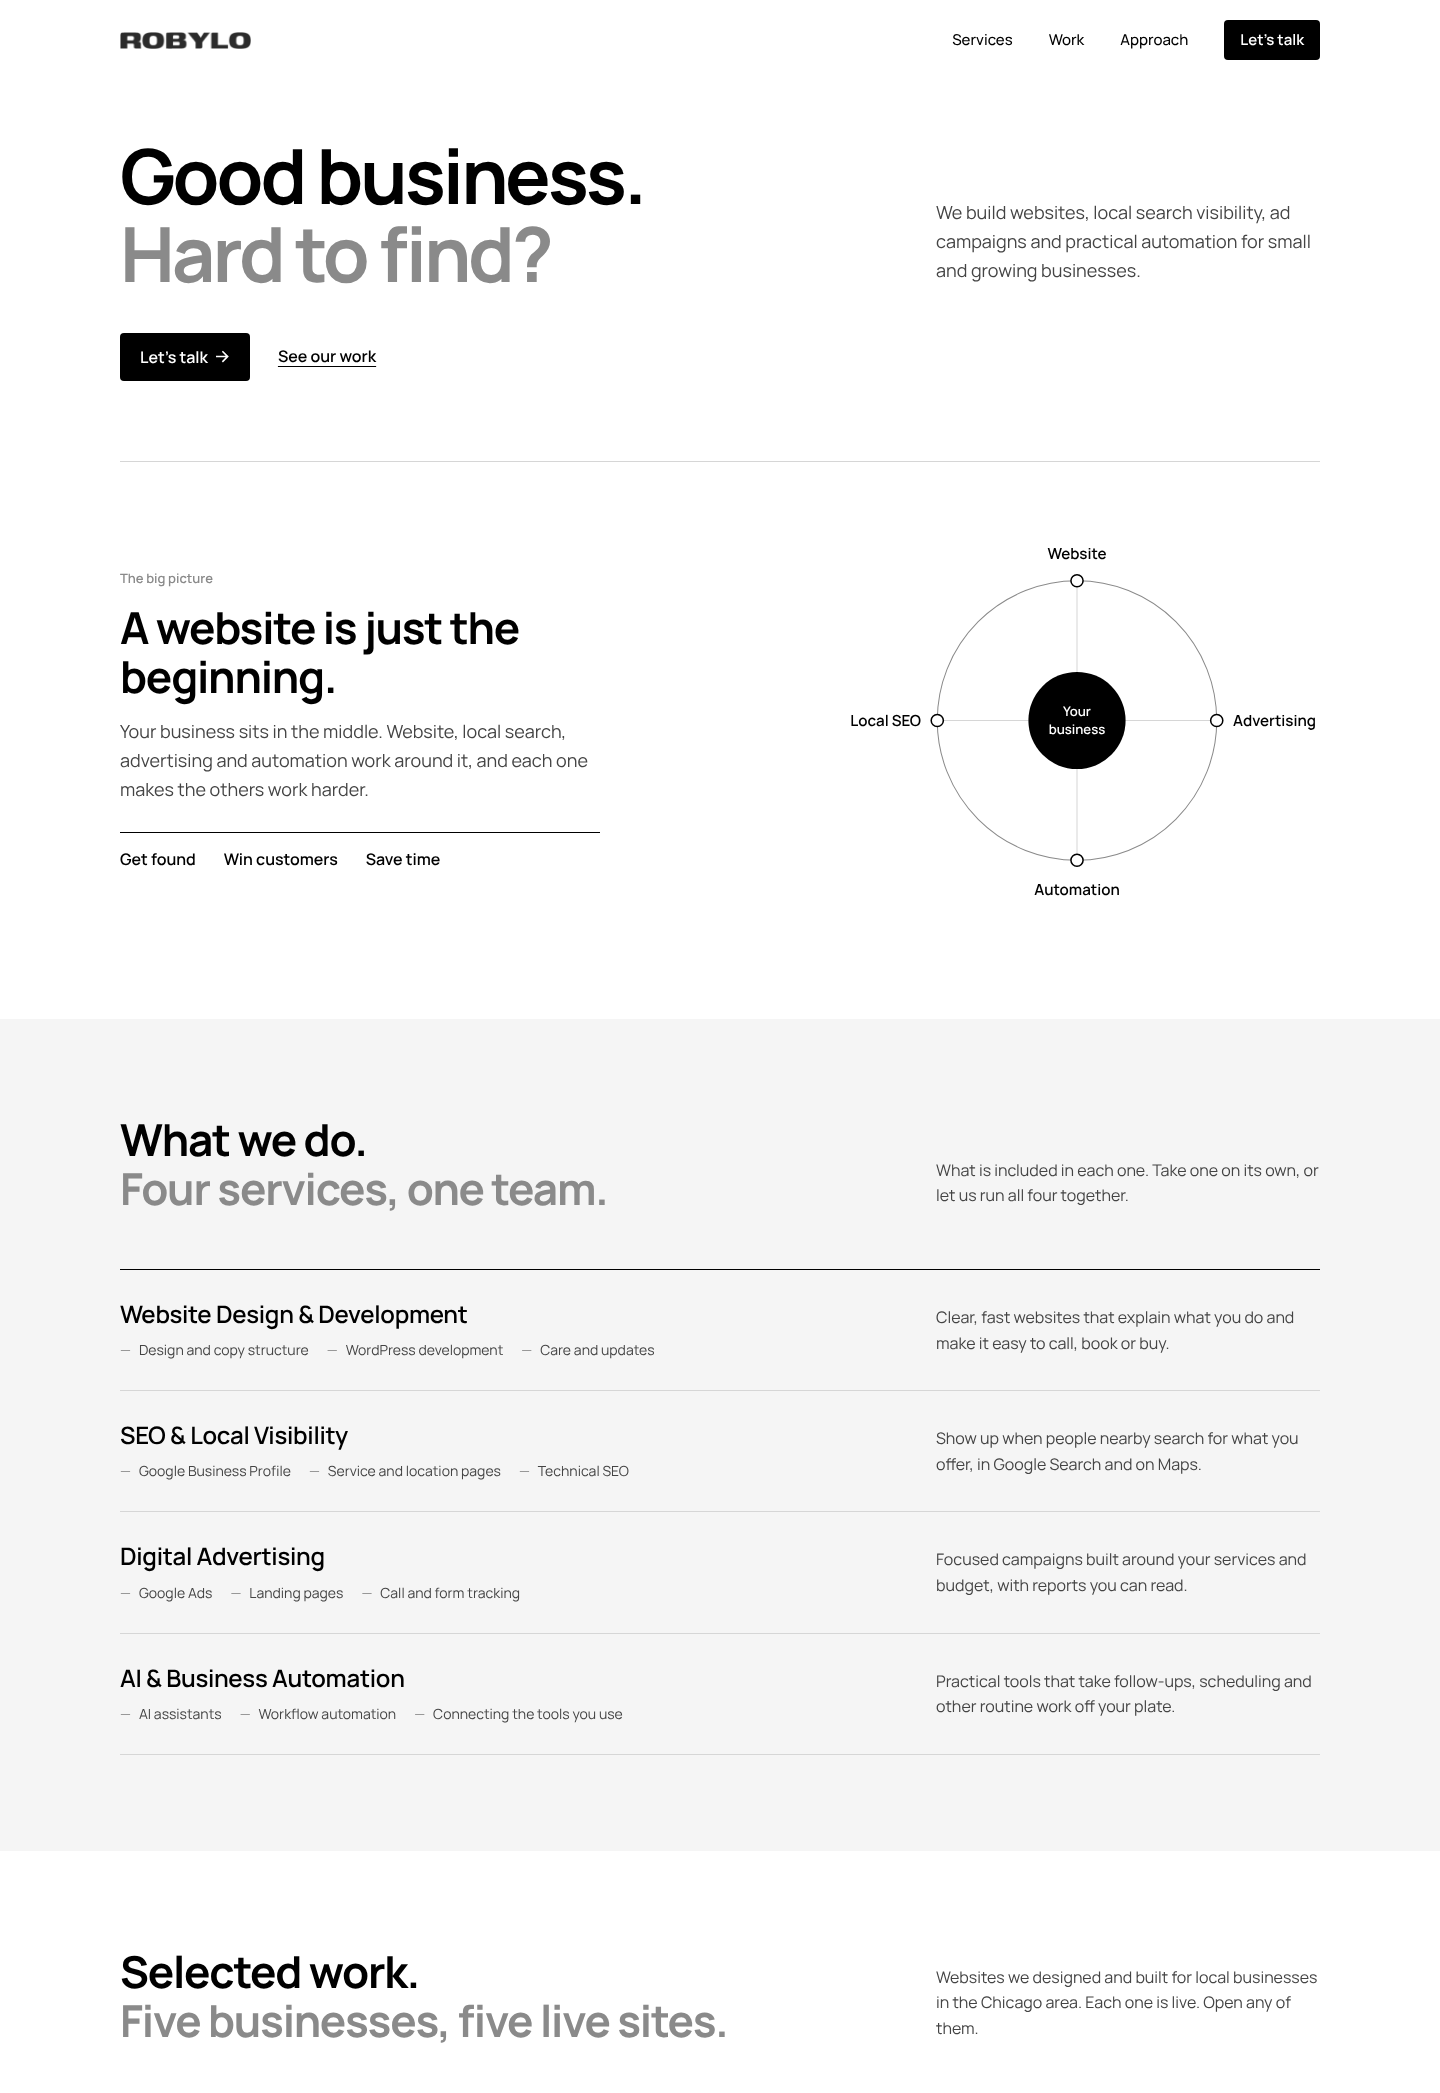 ROBYLO
Services
Work
Approach
Let's talk
Good business.
Hard to find?
We build websites, local search visibility, ad
campaigns and practical automation for small
and growing businesses.
Let's talk →
See our work
The big picture
A website is just the
beginning.
Your business sits in the middle. Website, local search,
advertising and automation work around it, and each one
makes the others work harder.
Get found
Win customers
Save time
Website
Local SEO
Your
business
Advertising
Automation
What we do.
Four services, one team.
What is included in each one. Take one on its own, or
let us run all four together.
Website Design & Development
— Design and copy structure — WordPress development — Care and updates
Clear, fast websites that explain what you do and
make it easy to call, book or buy.
SEO & Local Visibility
— Google Business Profile — Service and location pages — Technical SEO
Show up when people nearby search for what you
offer, in Google Search and on Maps.
Digital Advertising
— Google Ads — Landing pages — Call and form tracking
Focused campaigns built around your services and
budget, with reports you can read.
AI & Business Automation
— AI assistants — Workflow automation — Connecting the tools you use
Practical tools that take follow-ups, scheduling and
other routine work off your plate.
Selected work.
Five businesses, five live sites.
Websites we designed and built for local businesses
in the Chicago area. Each one is live. Open any of
them.